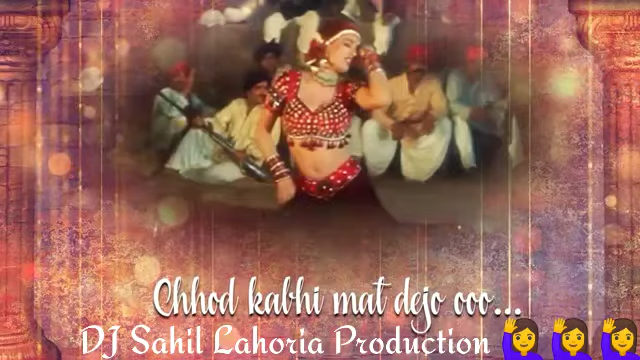 Chhod kabhi mat dejo ooo...
DJ Sahil Lahoria Production 🙋‍♀️🙋‍♀️🙋‍♀️